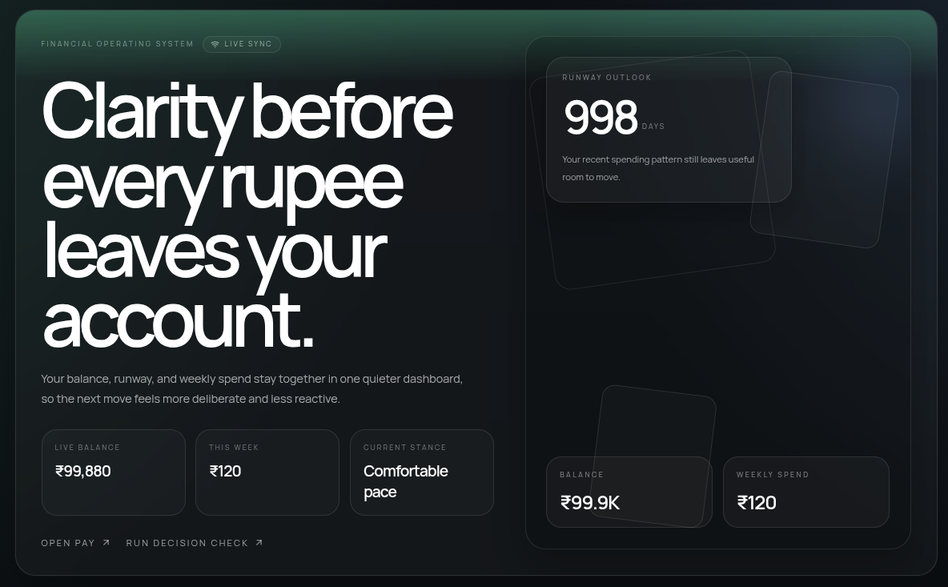 FINANCIAL OPERATING SYSTEM
LIVE SYNC
Clarity before
every rupee
leaves your
account.
Your balance, runway, and weekly spend stay together in one quieter dashboard,
so the next move feels more deliberate and less reactive.
LIVE BALANCE
₹99,880
THIS WEEK
₹120
CURRENT STANCE
Comfortable
pace
OPEN PAY
RUN DECISION CHECK
RUNWAY OUTLOOK
998 DAYS
Your recent spending pattern still leaves useful
room to move.
BALANCE
₹99.9K
WEEKLY SPEND
₹120